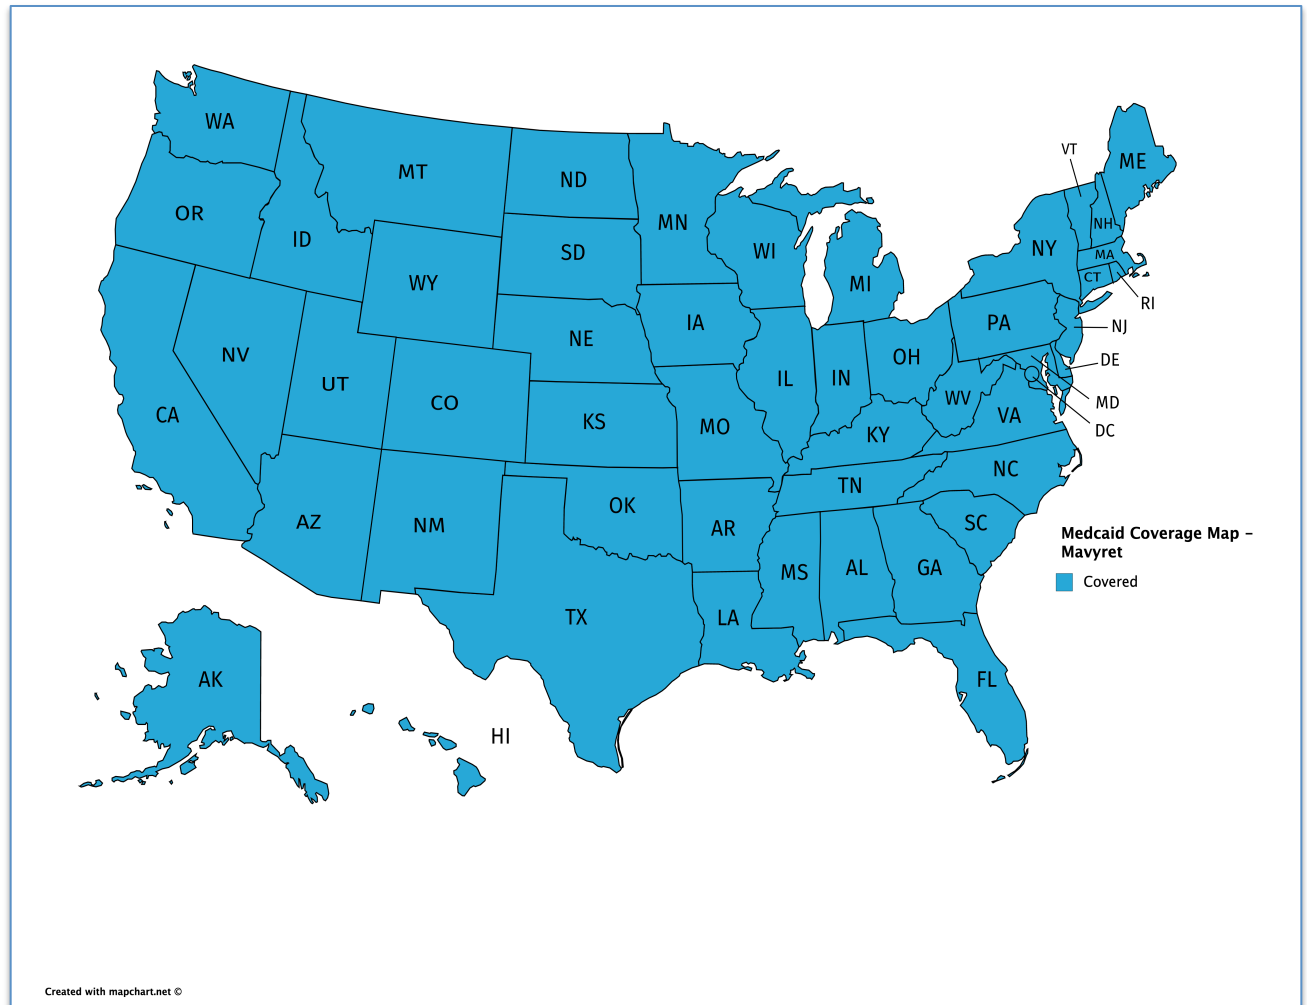 WA
MT
ND
MN
OR
ID
SD
WI
MI
WY
VT
ME
NH
NY
MA
CT
RI
IA
NE
PA
NJ
NV
UT
CO
IL
IN
OH
DE
WV
MD
VA
DC
CA
KS
MO
KY
AZ
NM
OK
AR
TN
NC
SC
MS
AL
GA
Medcaid Coverage Map –
Mavyret
Covered
TX
LA
FL
AK
HI
Created with mapchart.net ©